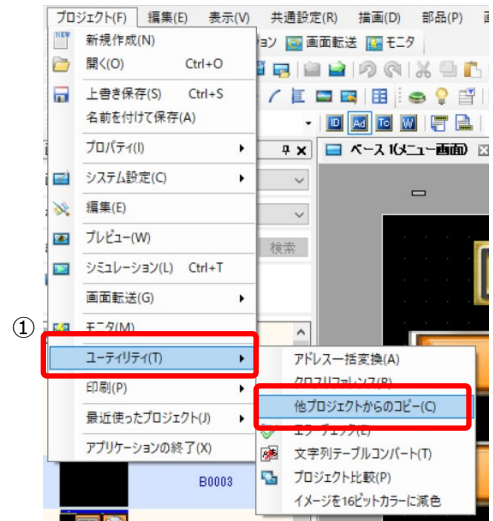 プロジェクト(F) 編集(E) 表示(V) 共通設定(R) 描画(D) 部品(P)
新規作成(N)
画面転送 モニタ
開く(O) Ctrl+O
上書き保存(S) Ctrl+S
名前を付けて保存(A)
ID Ad Te W
プロパティ(I)
ベース 1(メニュー画面)
システム設定(C)
編集(E)
プレビュー(W)
検索
シミュレーション(L) Ctrl+T
画面転送(G)
①
モニタ(M)
ユーティリティ(T)
アドレス一括変換(A)
印刷(P)
クロスリファレンス(R)
他プロジェクトからのコピー(C)
最近使ったプロジェクト(J)
エラーチェック(E)
アプリケーションの終了(X)
文字列テーブルコンバート(T)
プロジェクト比較(P)
B0003
イメージを16ビットカラーに減色